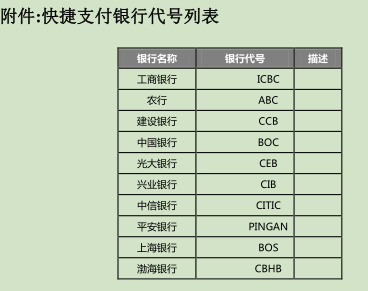 附件:快捷支付银行代号列表
银行名称 银行代号 描述
工商银行 ICBC
农行 ABC
建设银行 CCB
中国银行 BOC
光大银行 CEB
兴业银行 CIB
中信银行 CITIC
平安银行 PINGAN
上海银行 BOS
渤海银行 CBHB